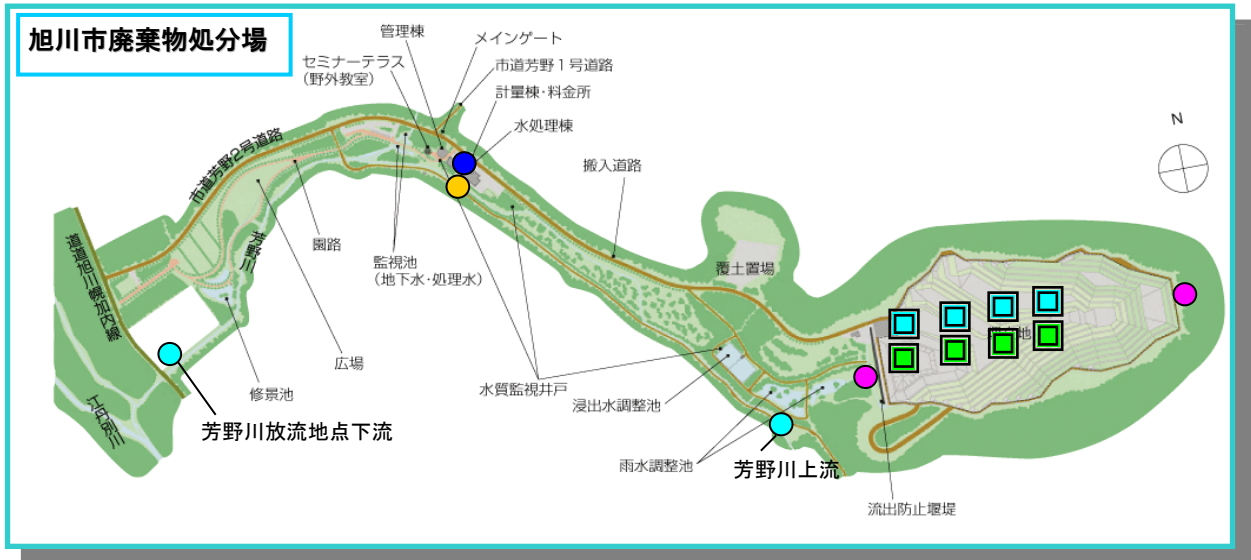 旭川市廃棄物処分場
管理棟
メインゲート
セミナーテラス
(野外教室)
市道芳野1号道路
計量棟・料金所
水処理棟
N
搬入道路
市道芳野2号道路
芳野川
園路
監視池
(地下水・処理水)
覆土置場
道道旭川幌加内線
広場
修景池
水質監視井戸
浸出水調整池
江丹別川
芳野川放流地点下流
雨水調整池
芳野川上流
流出防止堰堤